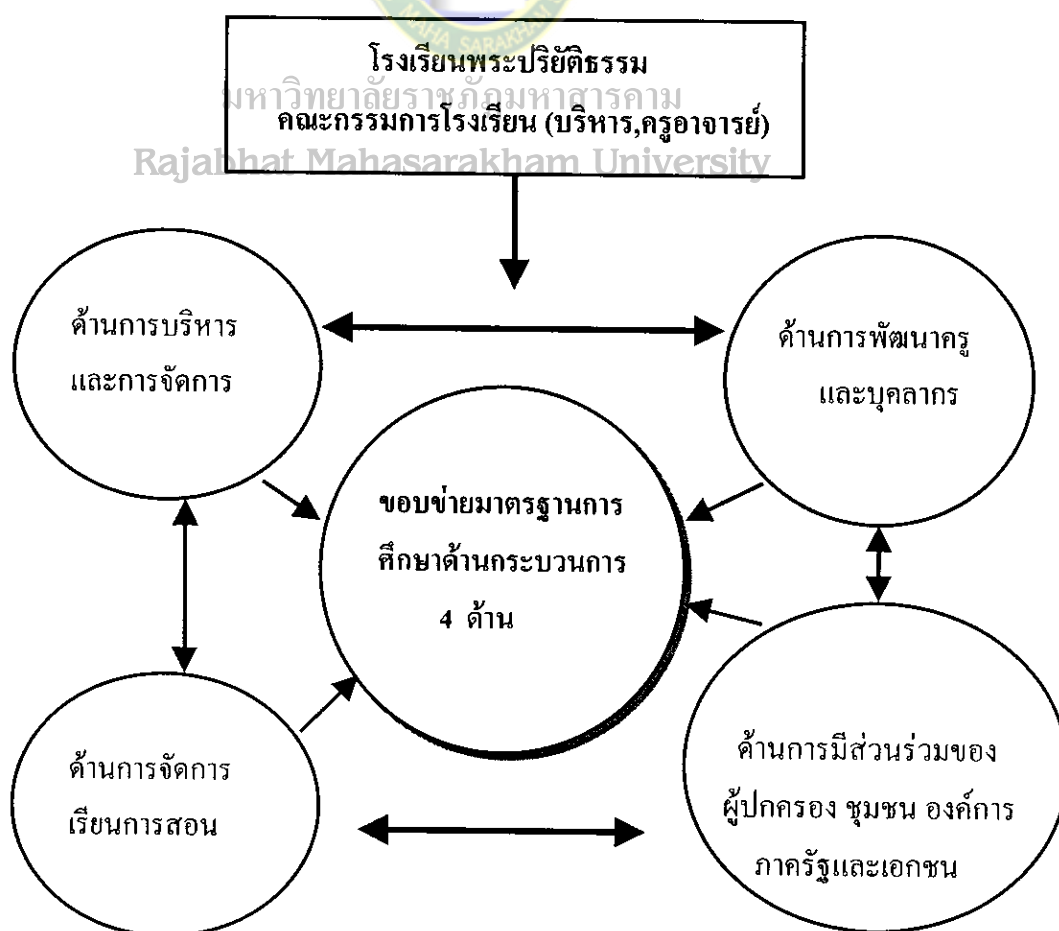 MAHA SARAKHAM
โรงเรียนพระปริยัติธรรม
มหาวิทยาลัยราชภัฏมหาสารคาม
คณะกรรมการโรงเรียน (บริหาร,ครูอาจารย์)
Rajabhat Mahasarakham University
ด้านการบริหาร
และการจัดการ
ด้านการพัฒนาครู
และบุคลากร
ขอบข่ายมาตรฐานการ
ศึกษาด้านกระบวนการ
4 ด้าน
ด้านการจัดการ
เรียนการสอน
ด้านการมีส่วนร่วมของ
ผู้ปกครอง ชุมชน องค์การ
ภาครัฐและเอกชน